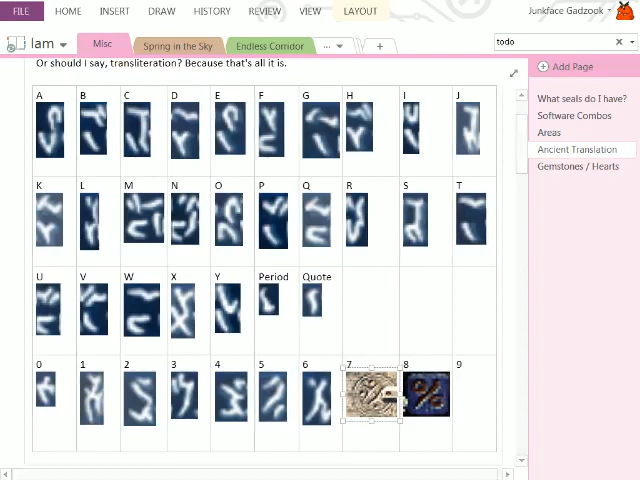 Junkface Gadzook
FILE HOME INSERT DRAW HISTORY REVIEW VIEW LAYOUT
Iam Misc Spring in the Sky Endless Corridor ... + todo
Or should I say, transliteration? Because that's all it is.
Add Page
What seals do I have?
Software Combos
Areas
Ancient Translation
Gemstones / Hearts
A B C D E F G H I J
K L M N O P Q R S T
U V W X Y Period Quote
0 1 2 3 4 5 6 7 8 9